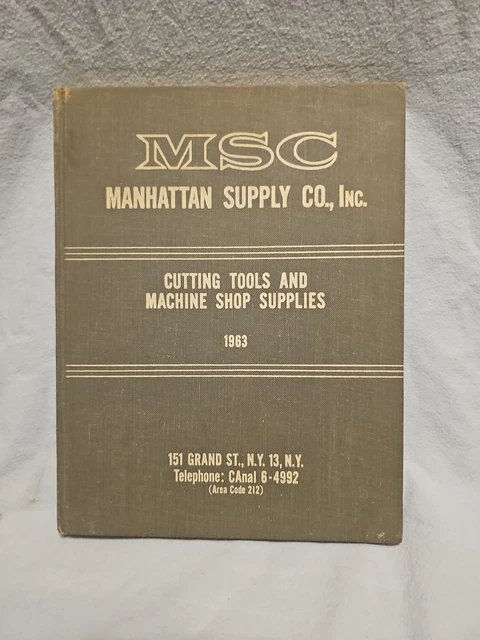 MSC
MANHATTAN SUPPLY CO., INC.
CUTTING TOOLS AND
MACHINE SHOP SUPPLIES
1963
151 GRAND ST., N.Y. 13, N.Y.
Telephone: CAnal 6-4992
(Area Code 212)